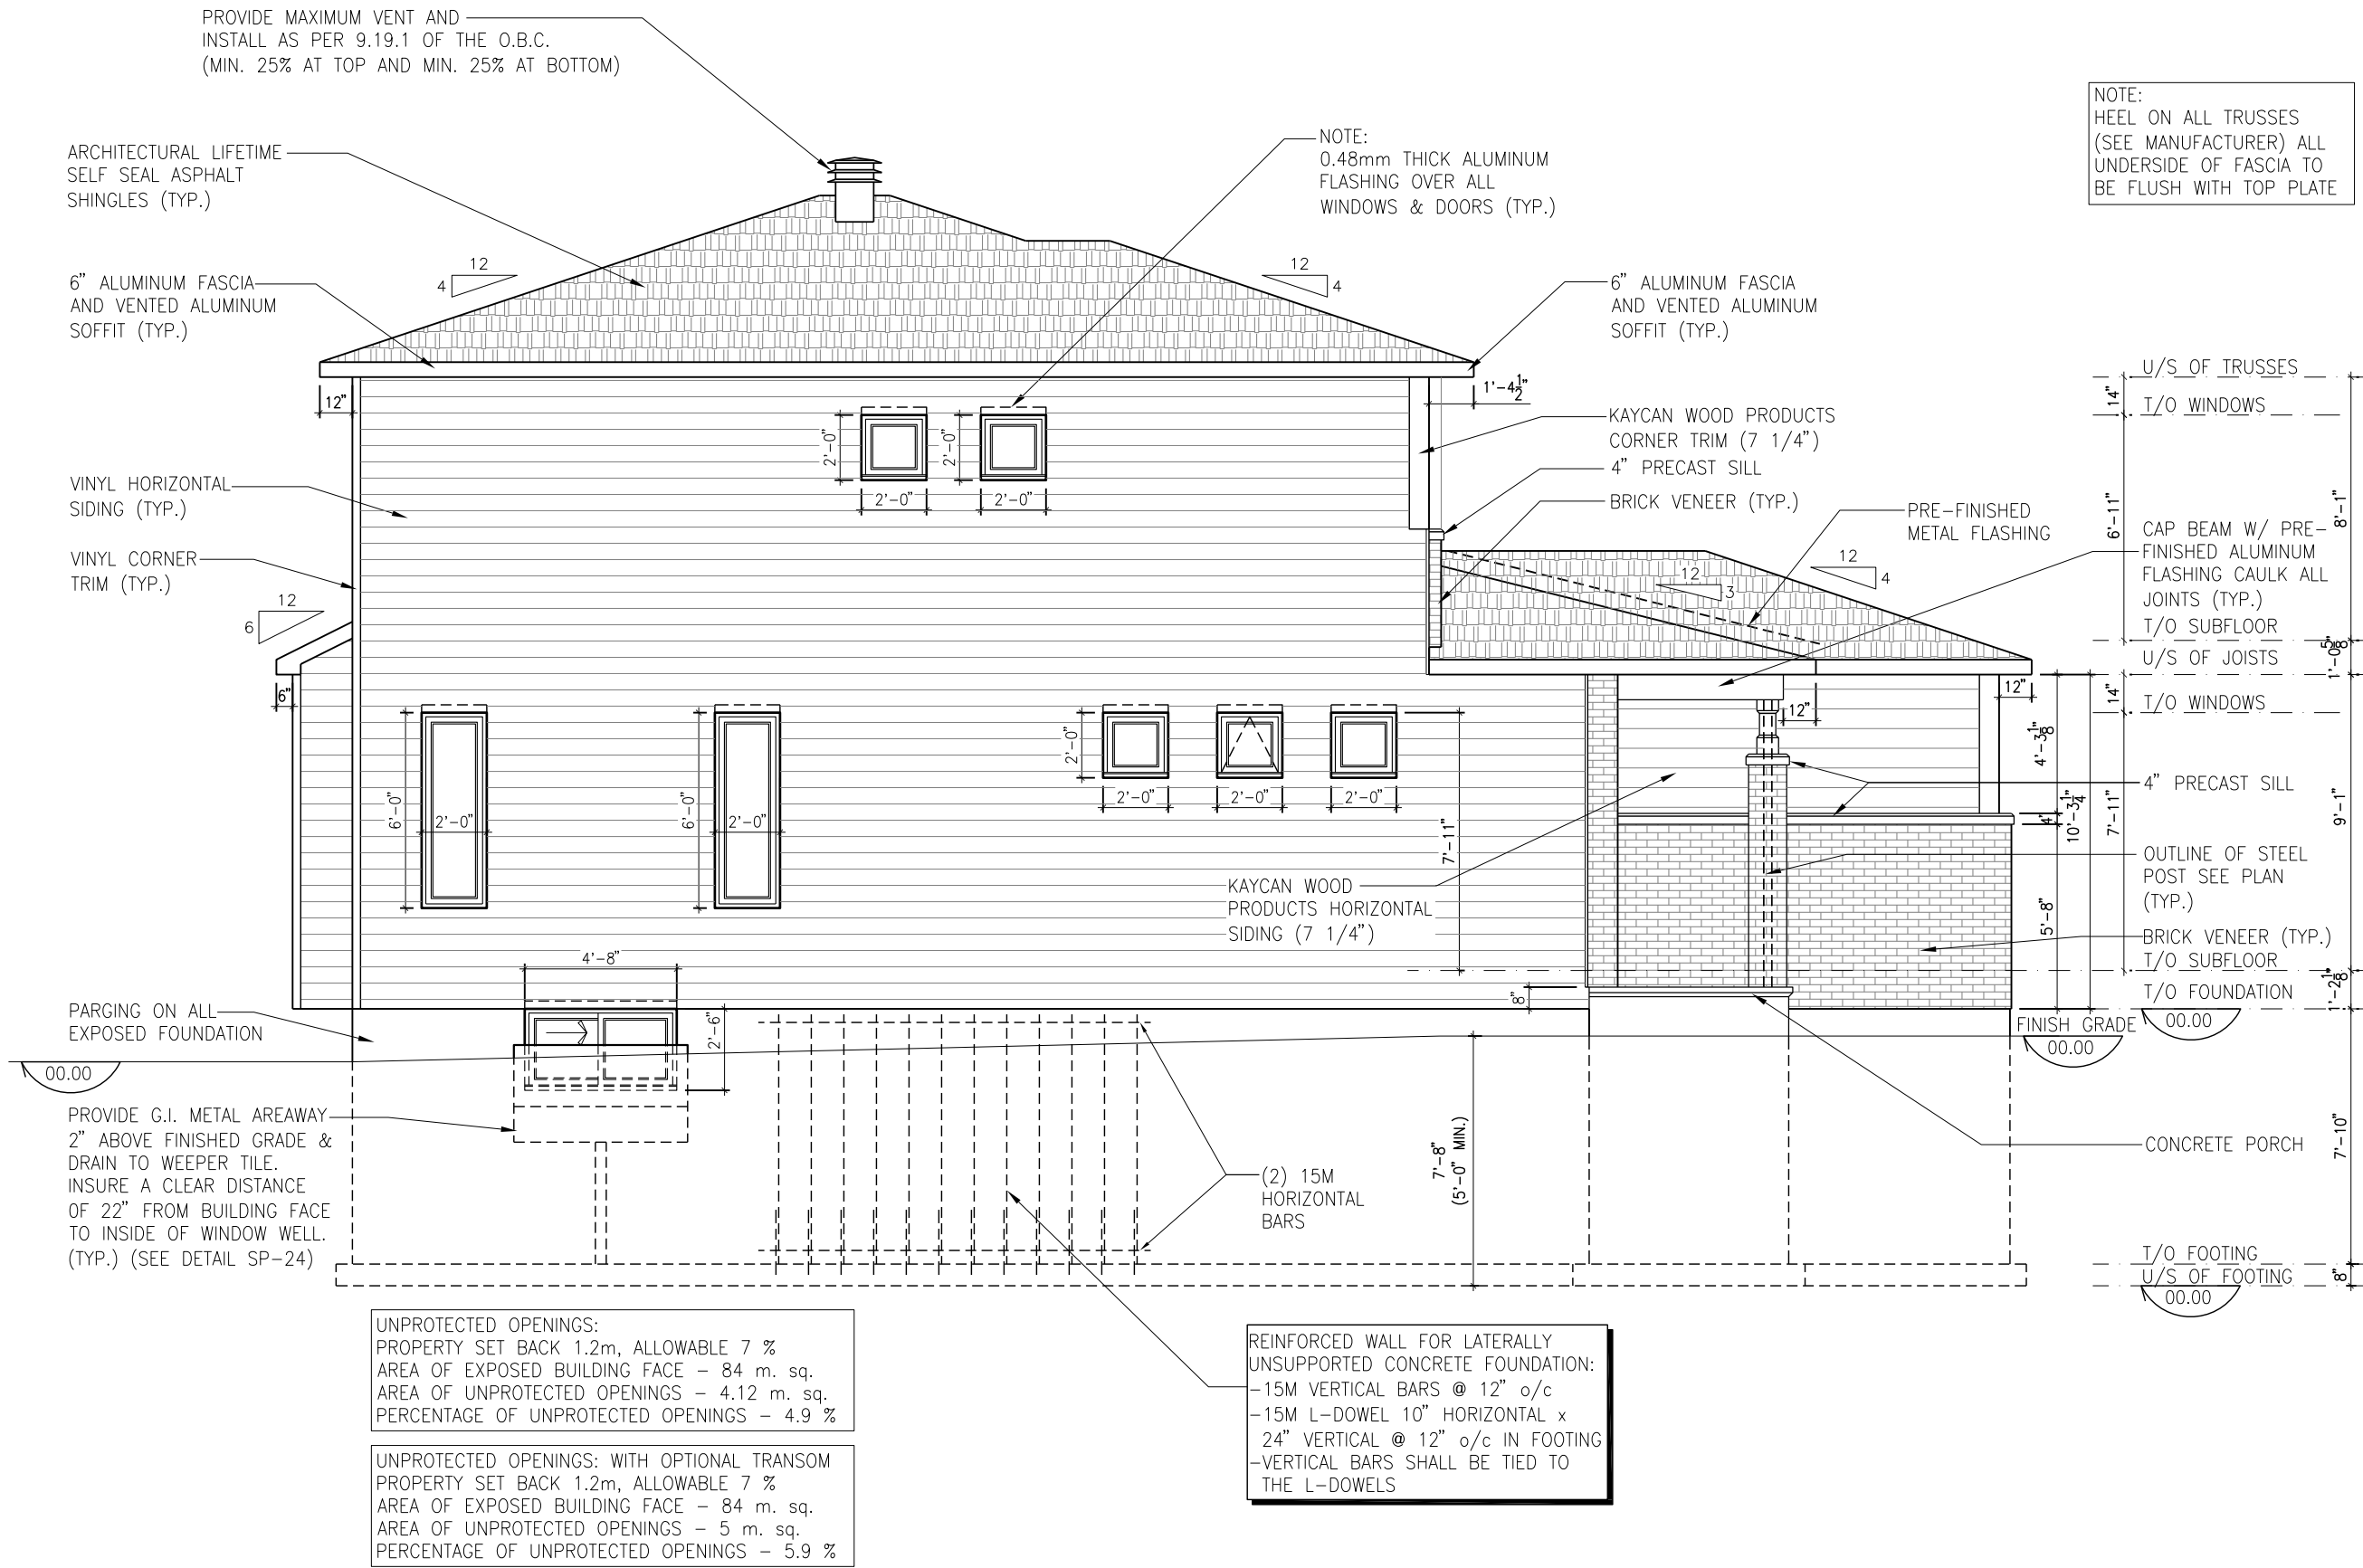 PROVIDE MAXIMUM VENT AND
INSTALL AS PER 9.19.1 OF THE O.B.C.
(MIN. 25% AT TOP AND MIN. 25% AT BOTTOM)
NOTE:
HEEL ON ALL TRUSSES
(SEE MANUFACTURER) ALL
UNDERSIDE OF FASCIA TO
BE FLUSH WITH TOP PLATE
ARCHITECTURAL LIFETIME
SELF SEAL ASPHALT
SHINGLES (TYP.)
NOTE:
0.48mm THICK ALUMINUM
FLASHING OVER ALL
WINDOWS & DOORS (TYP.)
12
4
12
4
6" ALUMINUM FASCIA
AND VENTED ALUMINUM
SOFFIT (TYP.)
6" ALUMINUM FASCIA
AND VENTED ALUMINUM
SOFFIT (TYP.)
12"
1'-4½"
2'-0"
2'-0"
2'-0"
2'-0"
KAYCAN WOOD PRODUCTS
CORNER TRIM (7 1/4")
4" PRECAST SILL
BRICK VENEER (TYP.)
PRE-FINISHED
METAL FLASHING
VINYL HORIZONTAL
SIDING (TYP.)
VINYL CORNER
TRIM (TYP.)
12
6
12
3
12
4
U/S OF TRUSSES
14"
T/O WINDOWS
6'-11"
8'-1"
CAP BEAM W/ PRE-
FINISHED ALUMINUM
FLASHING CAULK ALL
JOINTS (TYP.)
T/O SUBFLOOR
1'-0⅝"
U/S OF JOISTS
14"
T/O WINDOWS
6"
12"
12"
6'-0"
2'-0"
6'-0"
2'-0"
2'-0"
2'-0"
2'-0"
2'-0"
7'-11"
4'-3⅛"
4"
10'-3¼"
7'-11"
9'-1"
5'-8"
4" PRECAST SILL
OUTLINE OF STEEL
POST SEE PLAN
(TYP.)
BRICK VENEER (TYP.)
T/O SUBFLOOR
1'-2⅛"
T/O FOUNDATION
00.00
FINISH GRADE
00.00
KAYCAN WOOD
PRODUCTS HORIZONTAL
SIDING (7 1/4")
8"
4'-8"
2'-6"
PARGING ON ALL
EXPOSED FOUNDATION
00.00
PROVIDE G.I. METAL AREAWAY
2" ABOVE FINISHED GRADE &
DRAIN TO WEEPER TILE.
INSURE A CLEAR DISTANCE
OF 22" FROM BUILDING FACE
TO INSIDE OF WINDOW WELL.
(TYP.) (SEE DETAIL SP-24)
(2) 15M
HORIZONTAL
BARS
7'-8"
(5'-0" MIN.)
CONCRETE PORCH
7'-10"
T/O FOOTING
U/S OF FOOTING
8"
00.00
UNPROTECTED OPENINGS:
PROPERTY SET BACK 1.2m, ALLOWABLE 7 %
AREA OF EXPOSED BUILDING FACE - 84 m. sq.
AREA OF UNPROTECTED OPENINGS - 4.12 m. sq.
PERCENTAGE OF UNPROTECTED OPENINGS - 4.9 %
UNPROTECTED OPENINGS: WITH OPTIONAL TRANSOM
PROPERTY SET BACK 1.2m, ALLOWABLE 7 %
AREA OF EXPOSED BUILDING FACE - 84 m. sq.
AREA OF UNPROTECTED OPENINGS - 5 m. sq.
PERCENTAGE OF UNPROTECTED OPENINGS - 5.9 %
REINFORCED WALL FOR LATERALLY
UNSUPPORTED CONCRETE FOUNDATION:
-15M VERTICAL BARS @ 12" o/c
-15M L-DOWEL 10" HORIZONTAL x
24" VERTICAL @ 12" o/c IN FOOTING
-VERTICAL BARS SHALL BE TIED TO
THE L-DOWELS